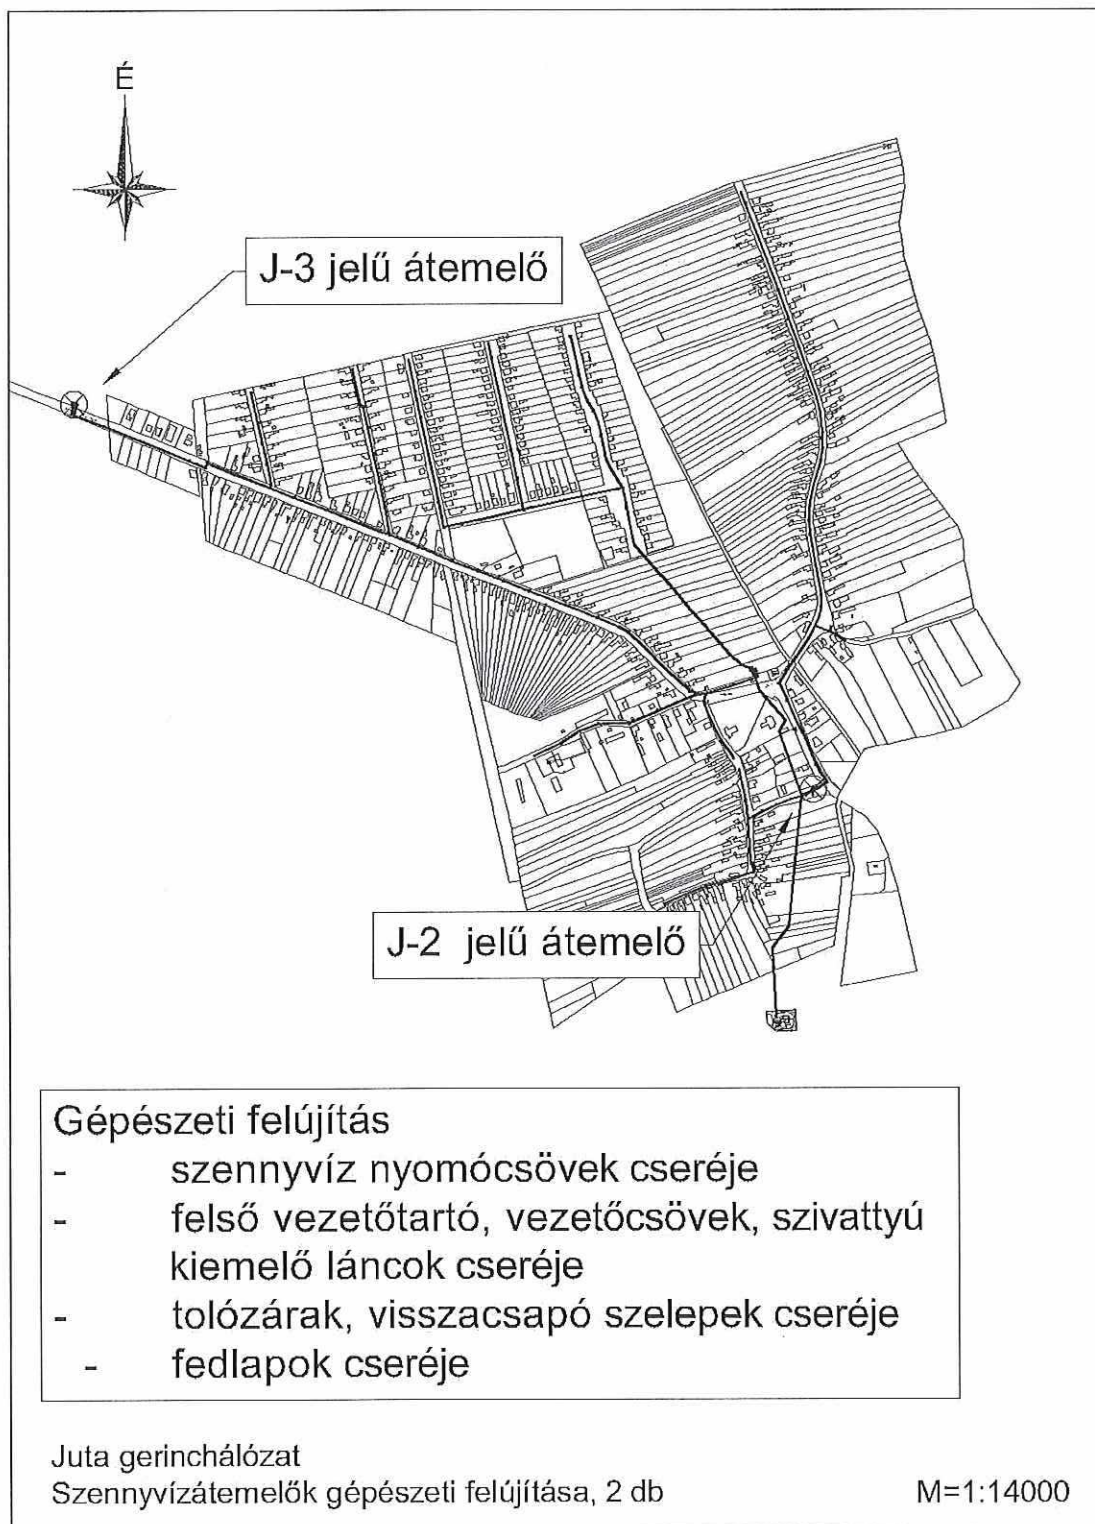 É
J-3 jelű átemelő
J-2 jelű átemelő
Gépészeti felújítás
- szennyvíz nyomócsövek cseréje
- felső vezetőtartó, vezetőcsövek, szivattyú
kiemelő láncok cseréje
- tolózárak, visszacsapó szelepek cseréje
- fedlapok cseréje
Juta gerinchálózat
Szennyvízátemelők gépészeti felújítása, 2 db
M=1:14000